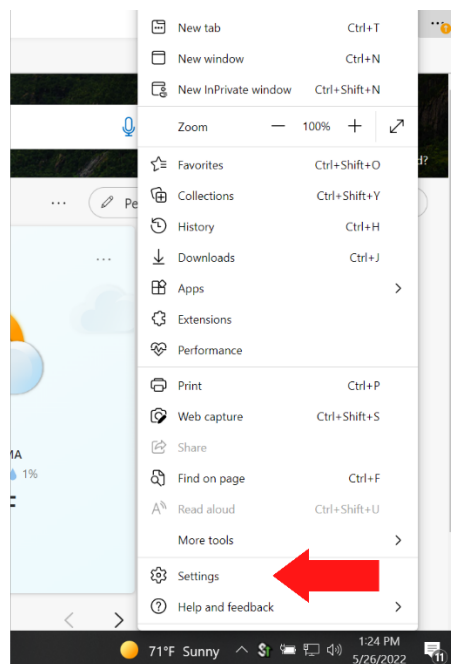 New tab Ctrl+T
New window Ctrl+N
New InPrivate window Ctrl+Shift+N
Zoom 100%
d?
Favorites Ctrl+Shift+O
Collections Ctrl+Shift+Y
Pe
History Ctrl+H
Downloads Ctrl+J
Apps
Extensions
Performance
Print Ctrl+P
Web capture Ctrl+Shift+S
Share
MA
1%
Find on page Ctrl+F
Read aloud Ctrl+Shift+U
More tools
Settings
Help and feedback
71°F Sunny
1:24 PM
5/26/2022
11